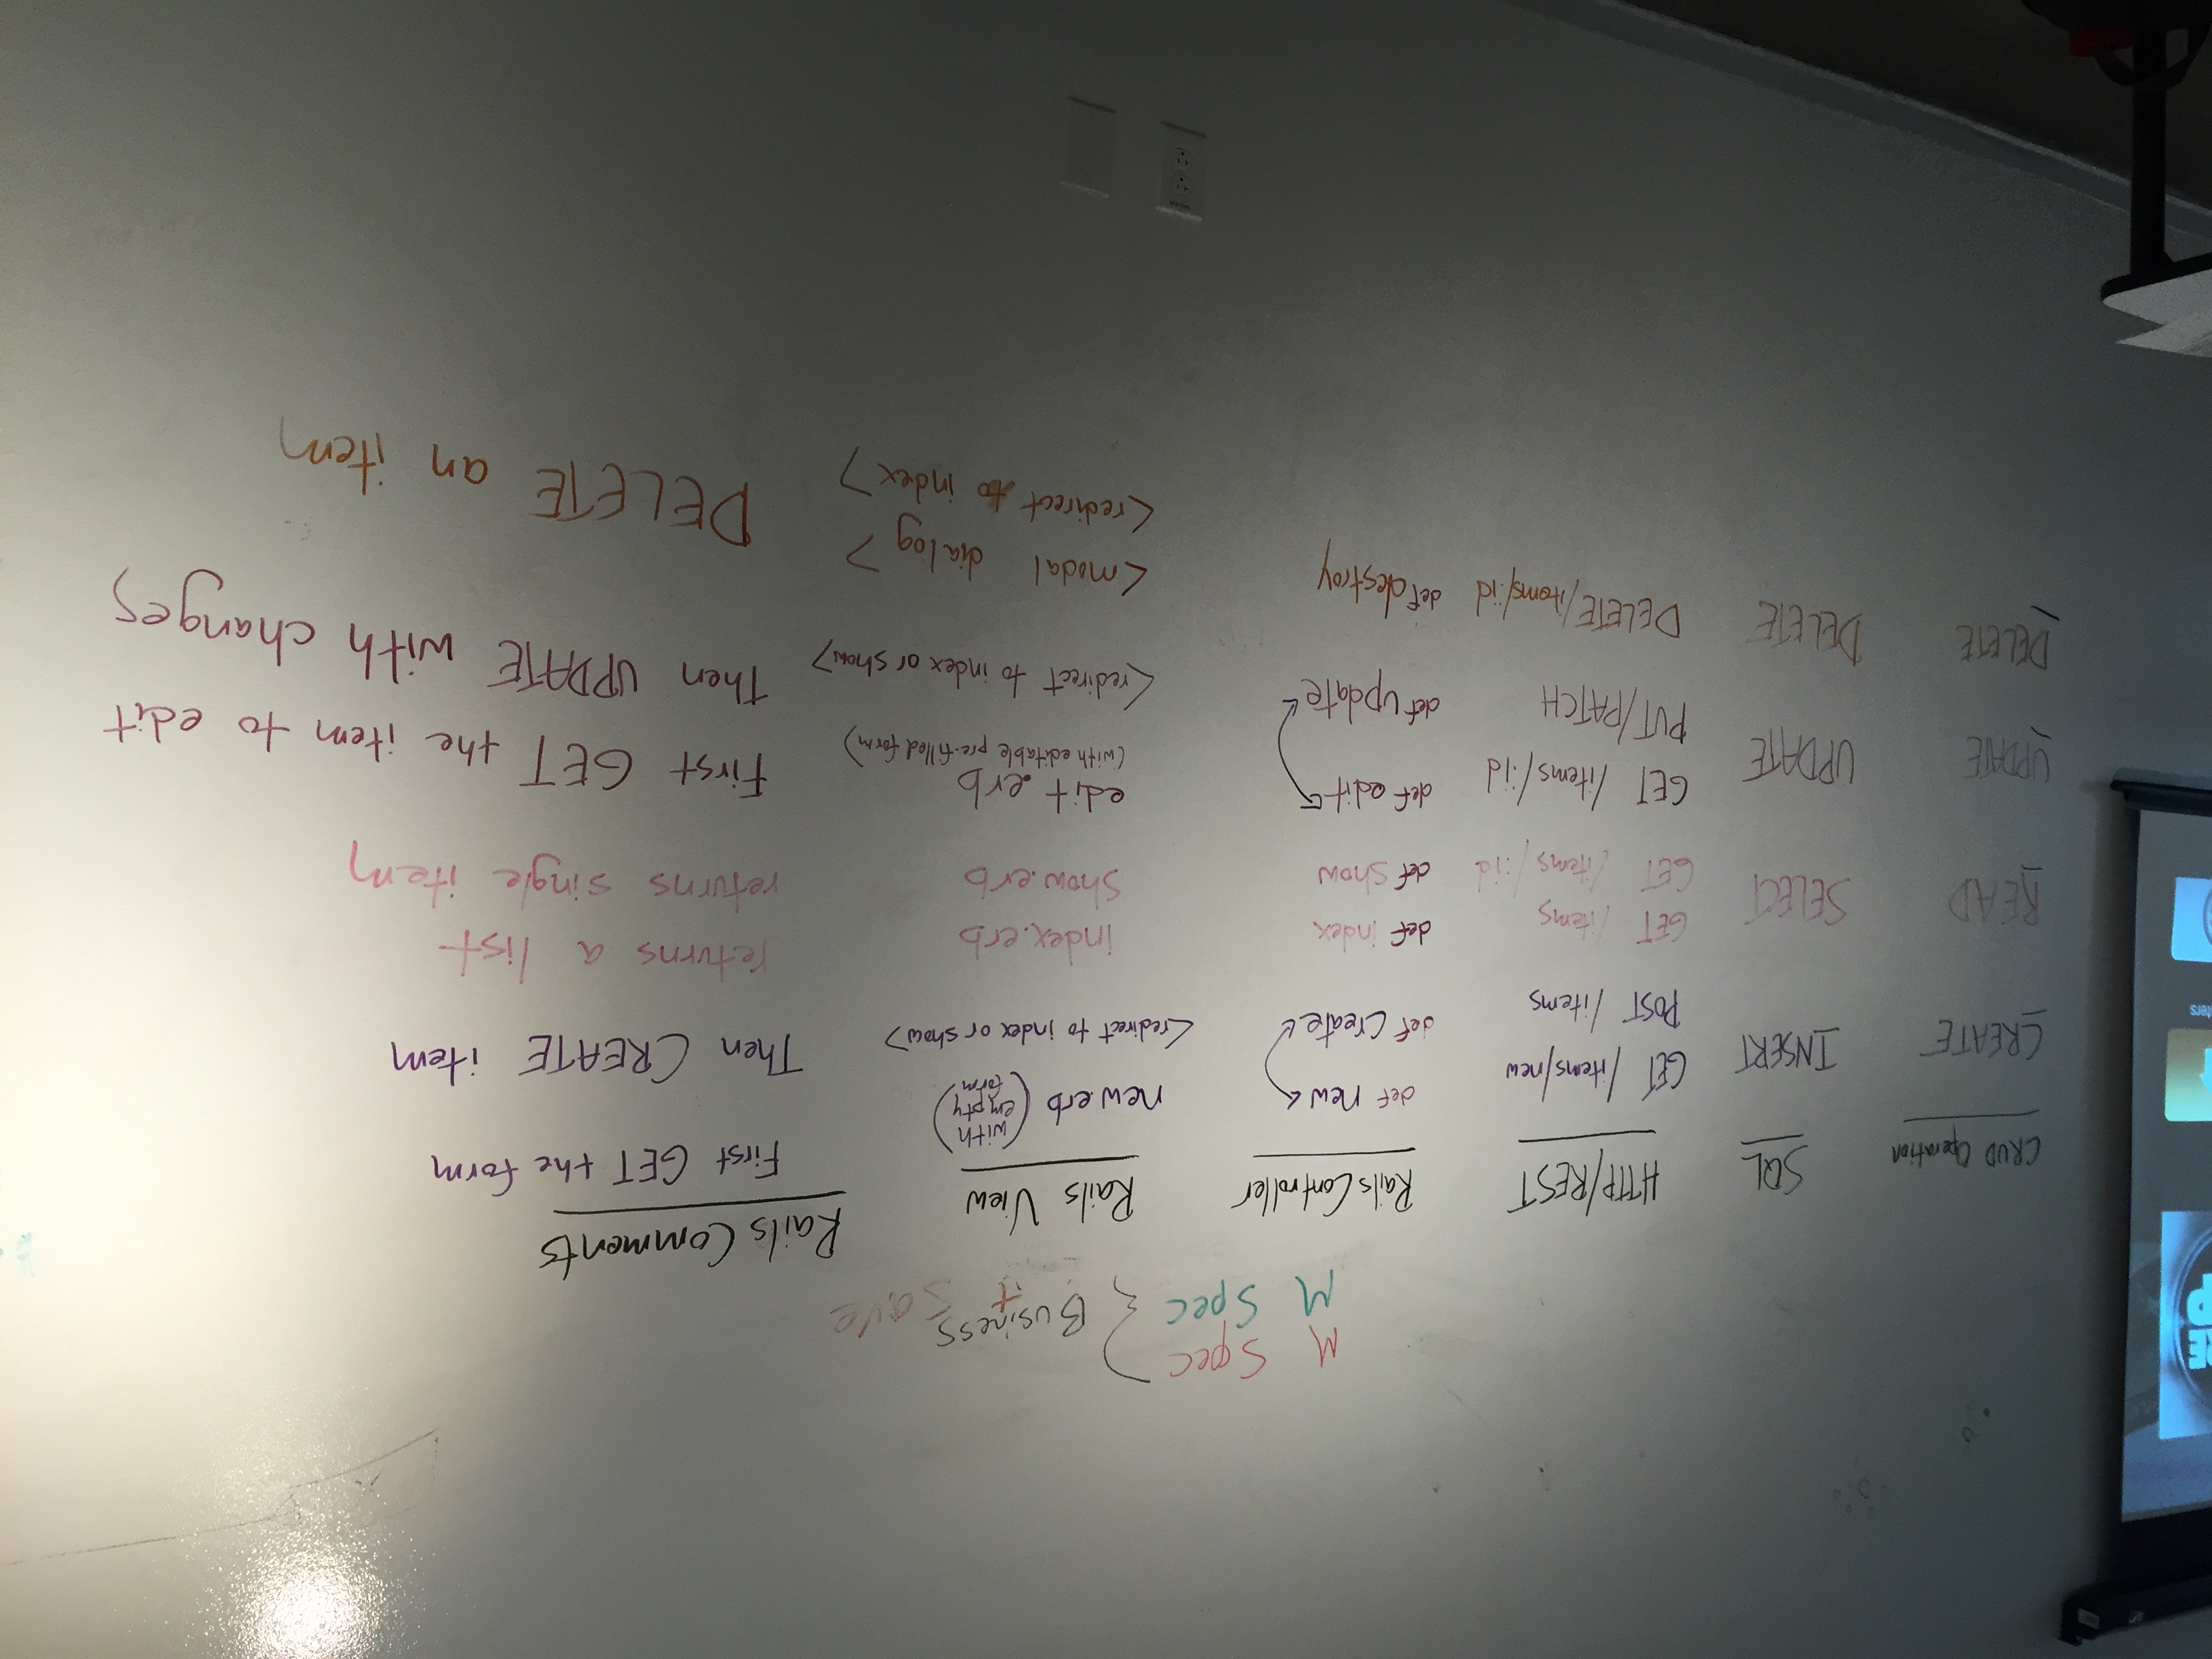 RE
P
ters
M Spec
M Spec
Business
+ Save
CRUD Operation SQL HTTP/REST Rails Controller Rails View Rails Comments
CREATE INSERT GET /items/new def new new.erb (with empty form) First GET the form
POST /items def Create <redirect to index or show> Then CREATE item
READ SELECT GET /items def index index.erb returns a list
GET /items/:id def show show.erb returns single item
UPDATE UPDATE GET /items/:id def edit edit.erb First GET the item to edit
(with editable pre-filled form)
PUT/PATCH def update <redirect to index or show> Then UPDATE with changes
DELETE DELETE DELETE/items/:id def destroy <modal dialog> DELETE an item
<redirect to index>